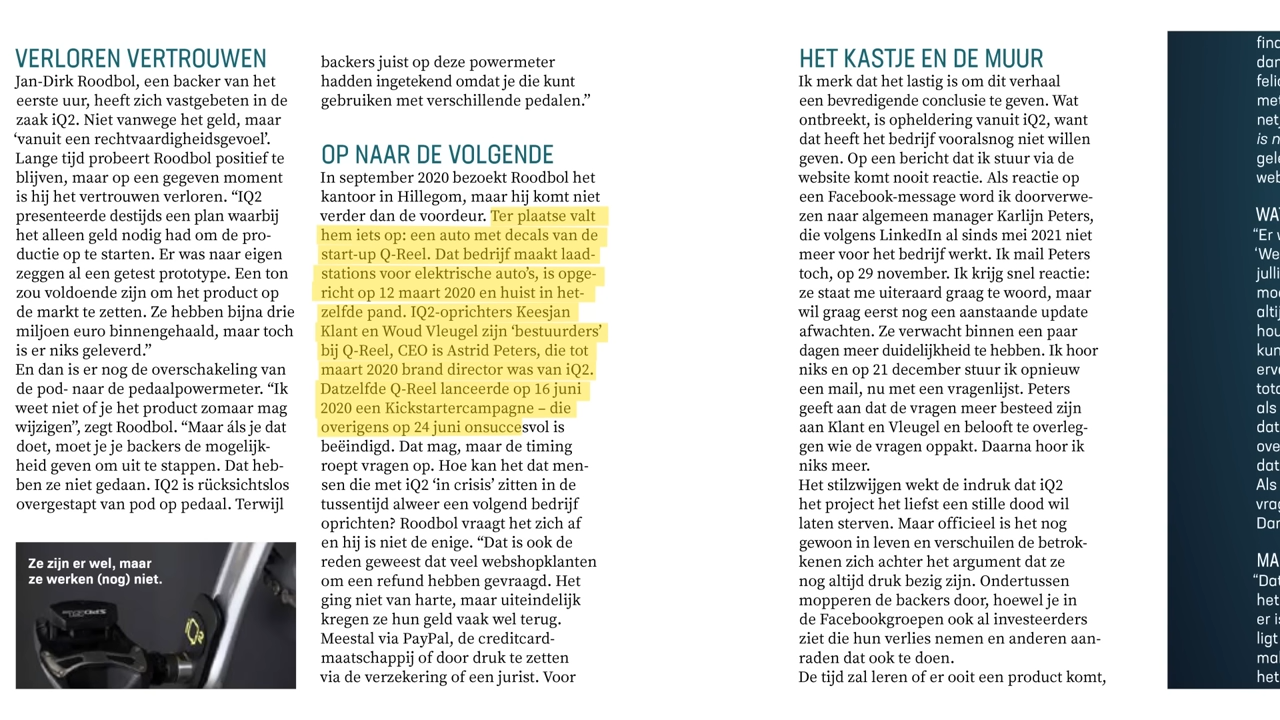 VERLOREN VERTROUWEN
Jan-Dirk Roodbol, een backer van het
eerste uur, heeft zich vastgebeten in de
zaak iQ2. Niet vanwege het geld, maar
‘vanuit een rechtvaardigheidsgevoel’.
Lange tijd probeert Roodbol positief te
blijven, maar op een gegeven moment
is hij het vertrouwen verloren. “IQ2
presenteerde destijds een plan waarbij
het alleen geld nodig had om de pro-
ductie op te starten. Er was naar eigen
zeggen al een getest prototype. Een ton
zou voldoende zijn om het product op
de markt te zetten. Ze hebben bijna drie
miljoen euro binnengehaald, maar toch
is er niks geleverd.”
En dan is er nog de overschakeling van
de pod- naar de pedaalpowermeter. “Ik
weet niet of je het product zomaar mag
wijzigen”, zegt Roodbol. “Maar áls je dat
doet, moet je je backers de mogelijk-
heid geven om uit te stappen. Dat heb-
ben ze niet gedaan. IQ2 is rücksichtslos
overgestapt van pod op pedaal. Terwijl
Ze zijn er wel, maar
ze werken (nog) niet.
backers juist op deze powermeter
hadden ingetekend omdat je die kunt
gebruiken met verschillende pedalen.”
OP NAAR DE VOLGENDE
In september 2020 bezoekt Roodbol het
kantoor in Hillegom, maar hij komt niet
verder dan de voordeur. Ter plaatse valt
hem iets op: een auto met decals van de
start-up Q-Reel. Dat bedrijf maakt laad-
stations voor elektrische auto’s, is opge-
richt op 12 maart 2020 en huist in het-
zelfde pand. IQ2-oprichters Keesjan
Klant en Woud Vleugel zijn ‘bestuurders’
bij Q-Reel, CEO is Astrid Peters, die tot
maart 2020 brand director was van iQ2.
Datzelfde Q-Reel lanceerde op 16 juni
2020 een Kickstartercampagne – die
overigens op 24 juni onsuccesvol is
beëindigd. Dat mag, maar de timing
roept vragen op. Hoe kan het dat men-
sen die met iQ2 ‘in crisis’ zitten in de
tussentijd alweer een volgend bedrijf
oprichten? Roodbol vraagt het zich af
en hij is niet de enige. “Dat is ook de
reden geweest dat veel webshopklanten
om een refund hebben gevraagd. Het
ging niet van harte, maar uiteindelijk
kregen ze hun geld vaak wel terug.
Meestal via PayPal, de creditcard-
maatschappij of door druk te zetten
via de verzekering of een jurist. Voor
HET KASTJE EN DE MUUR
Ik merk dat het lastig is om dit verhaal
een bevredigende conclusie te geven. Wat
ontbreekt, is opheldering vanuit iQ2, want
dat heeft het bedrijf vooralsnog niet willen
geven. Op een bericht dat ik stuur via de
website komt nooit reactie. Als reactie op
een Facebook-message word ik doorverwe-
zen naar algemeen manager Karlijn Peters,
die volgens LinkedIn al sinds mei 2021 niet
meer voor het bedrijf werkt. Ik mail Peters
toch, op 29 november. Ik krijg snel reactie:
ze staat me uiteraard graag te woord, maar
wil graag eerst nog een aanstaande update
afwachten. Ze verwacht binnen een paar
dagen meer duidelijkheid te hebben. Ik hoor
niks en op 21 december stuur ik opnieuw
een mail, nu met een vragenlijst. Peters
geeft aan dat de vragen meer besteed zijn
aan Klant en Vleugel en belooft te overleg-
gen wie de vragen oppakt. Daarna hoor ik
niks meer.
Het stilzwijgen wekt de indruk dat iQ2
het project het liefst een stille dood wil
laten sterven. Maar officieel is het nog
gewoon in leven en verschuilen de betrok-
kenen zich achter het argument dat ze
nog altijd druk bezig zijn. Ondertussen
mopperen de backers door, hoewel je in
de Facebookgroepen ook al investeerders
ziet die hun verlies nemen en anderen aan-
raden dat ook te doen.
De tijd zal leren of er ooit een product komt,